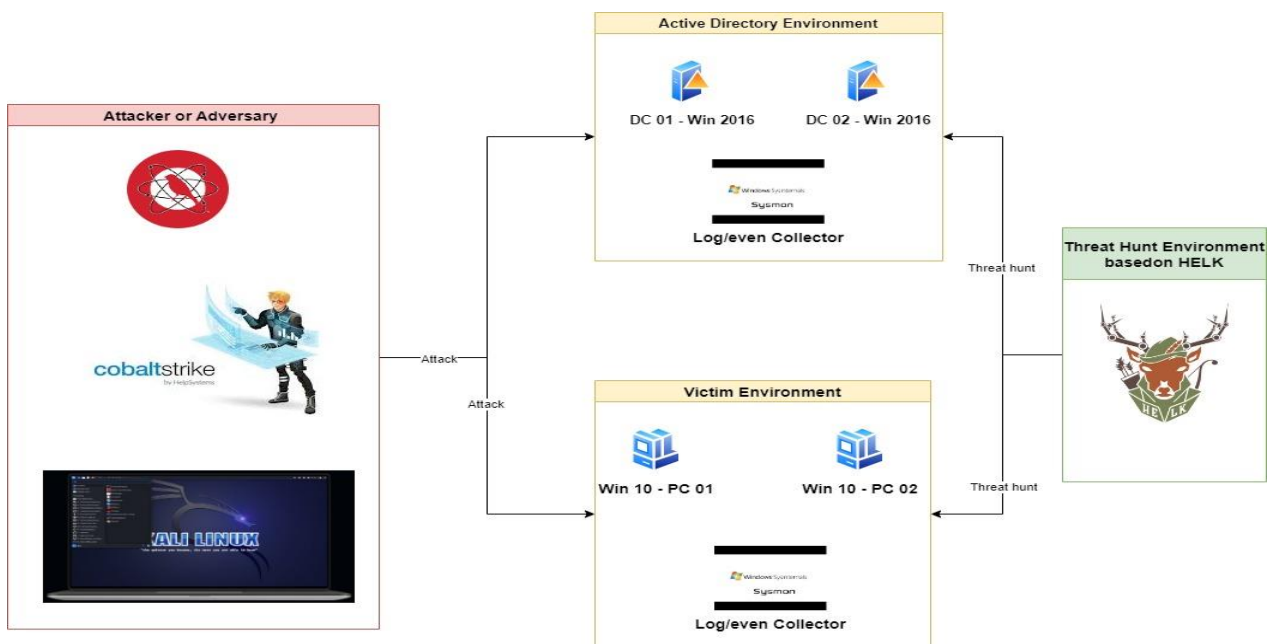 Active Directory Environment
DC 01 - Win 2016
DC 02 - Win 2016
Windows Sysinternals
Sysmon
Log/even Collector
Attacker or Adversary
cobaltstrike
by HelpSystems
KALI LINUX
Attack
Attack
Threat hunt
Threat hunt
Threat Hunt Environment
basedon HELK
HELK
Victim Environment
Win 10 - PC 01
Win 10 - PC 02
Windows Sysinternals
Sysmon
Log/even Collector